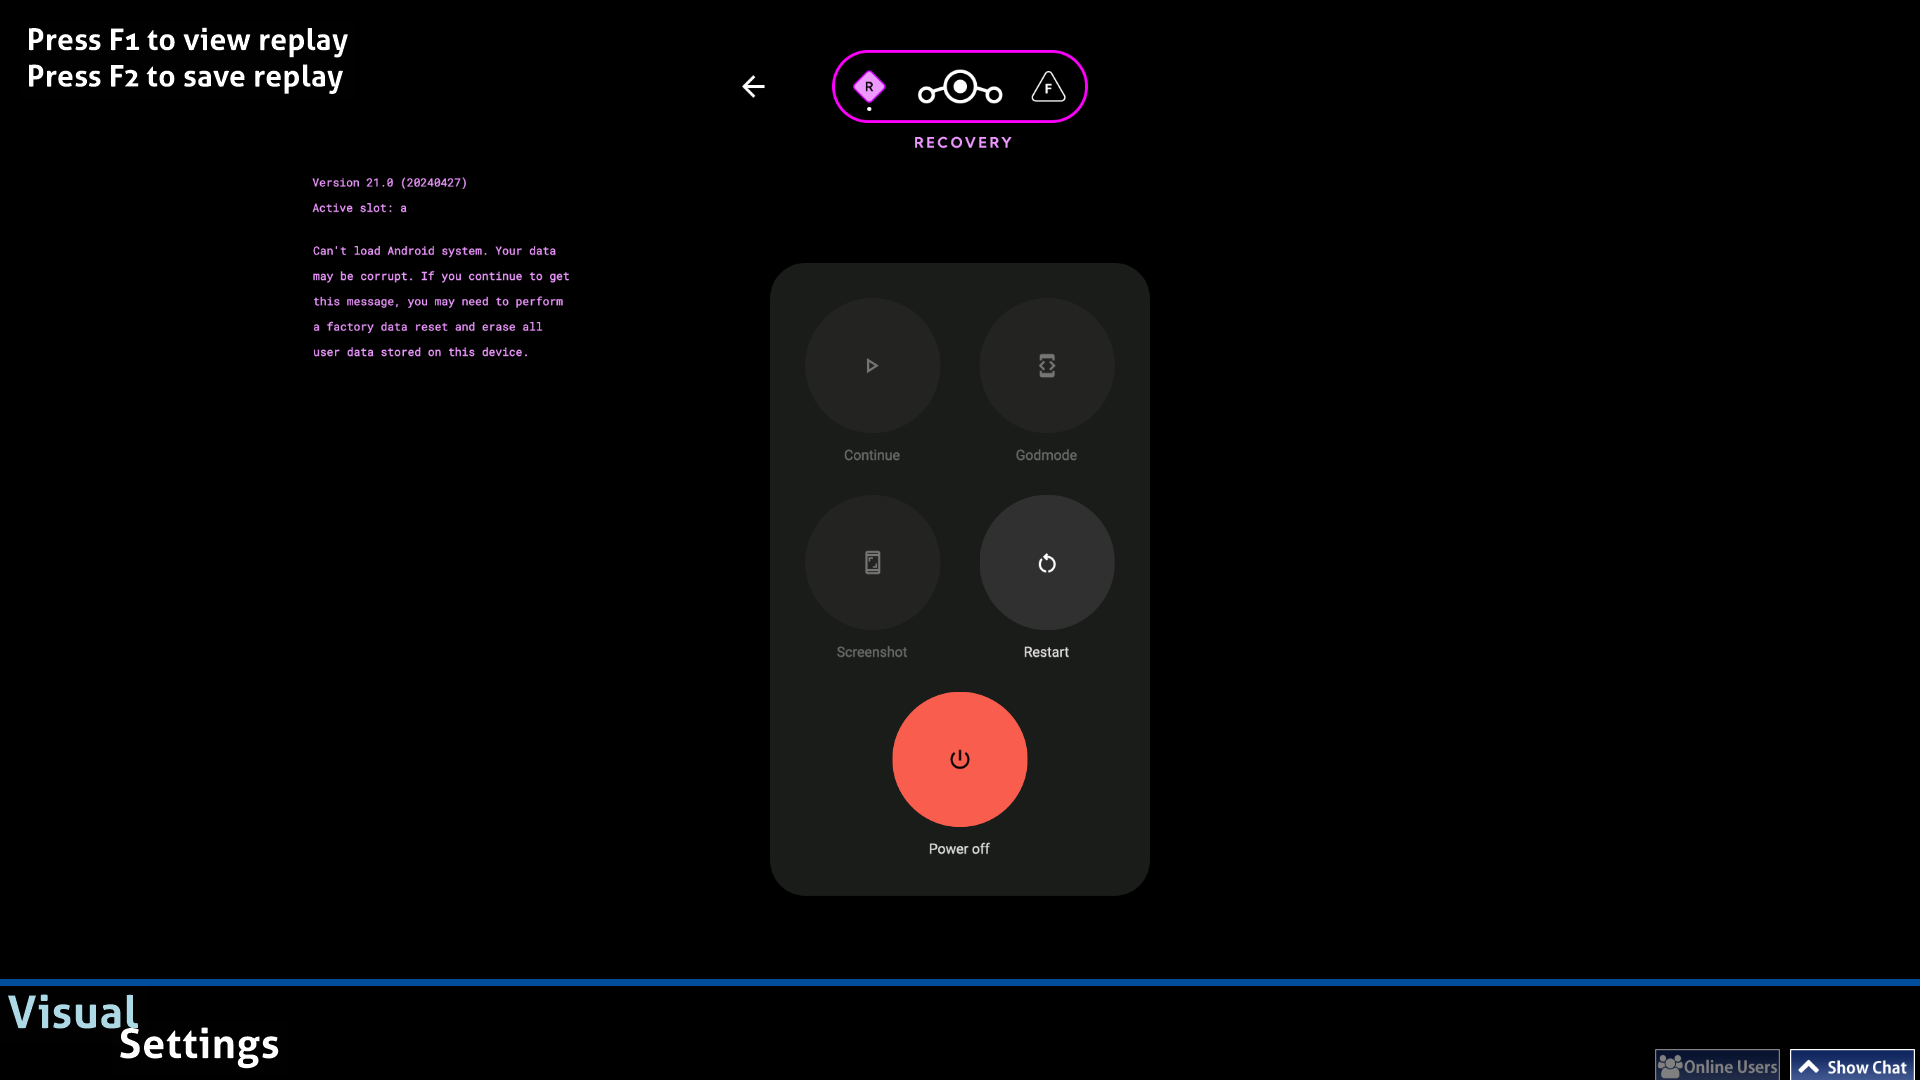 Press F1 to view replay
Press F2 to save replay
R
F
RECOVERY
Version 21.0 (20240427)
Active slot: a
Can't load Android system. Your data
may be corrupt. If you continue to get
this message, you may need to perform
a factory data reset and erase all
user data stored on this device.
Continue
Godmode
Screenshot
Restart
Power off
Visual
Settings
Online Users
Show Chat